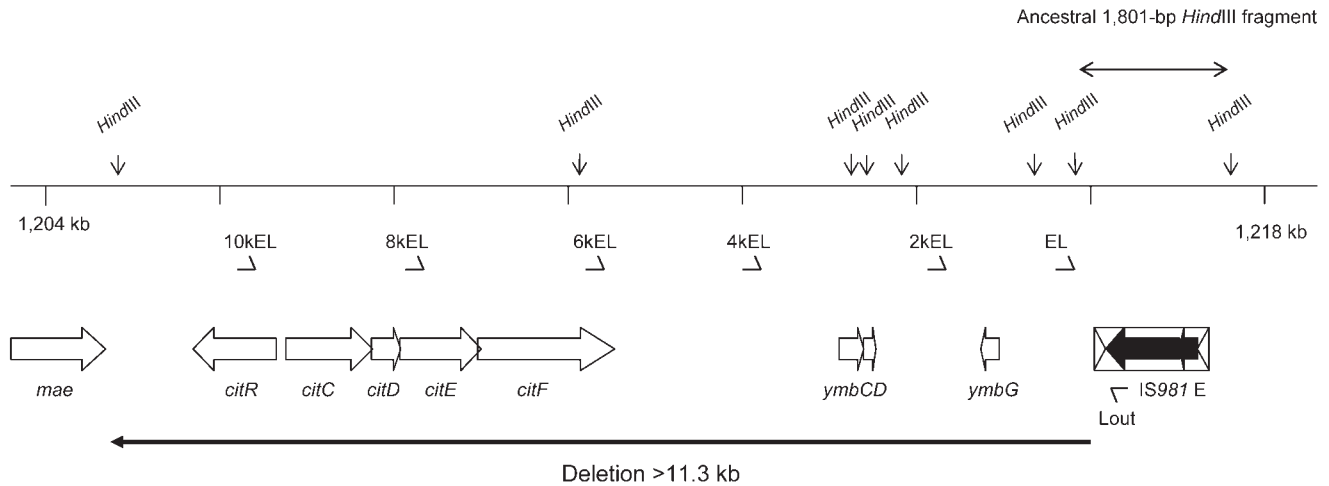 Ancestral 1,801-bp HindIII fragment
HindIII
HindIII
HindIII
HindIII
HindIII
HindIII
HindIII
HindIII
1,204 kb
1,218 kb
10kEL
8kEL
6kEL
4kEL
2kEL
EL
mae
citR
citC
citD
citE
citF
ymbCD
ymbG
IS981 E
Lout
Deletion >11.3 kb